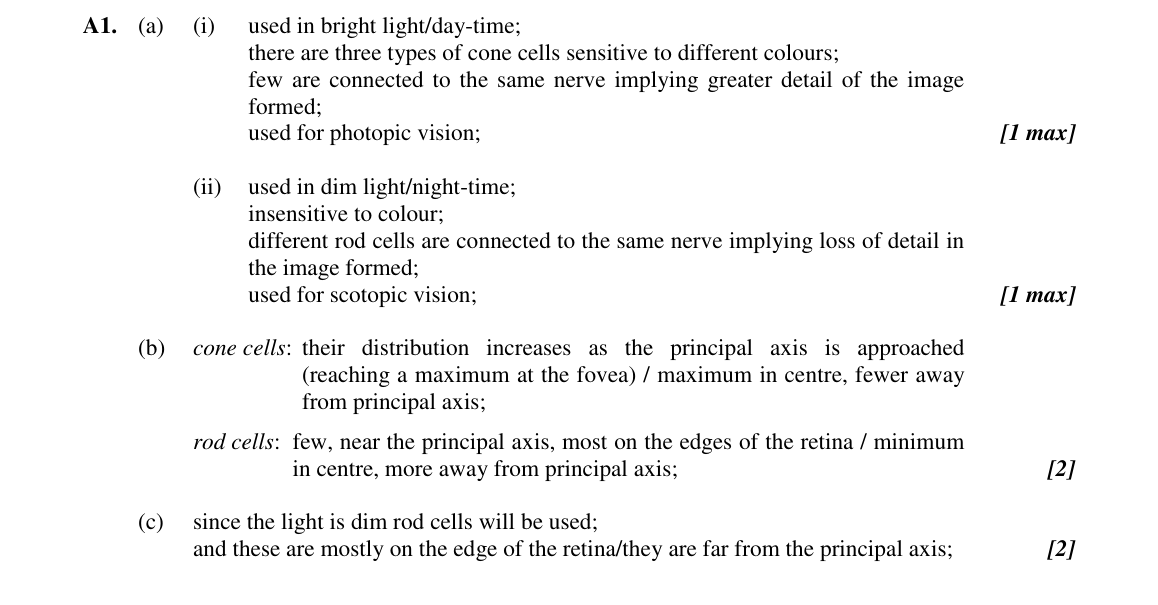 A1. (a) (i) used in bright light/day-time;
there are three types of cone cells sensitive to different colours;
few are connected to the same nerve implying greater detail of the image
formed;
used for photopic vision; [1 max]
(ii) used in dim light/night-time;
insensitive to colour;
different rod cells are connected to the same nerve implying loss of detail in
the image formed;
used for scotopic vision; [1 max]
(b) cone cells: their distribution increases as the principal axis is approached
(reaching a maximum at the fovea) / maximum in centre, fewer away
from principal axis;
rod cells: few, near the principal axis, most on the edges of the retina / minimum
in centre, more away from principal axis; [2]
(c) since the light is dim rod cells will be used;
and these are mostly on the edge of the retina/they are far from the principal axis; [2]